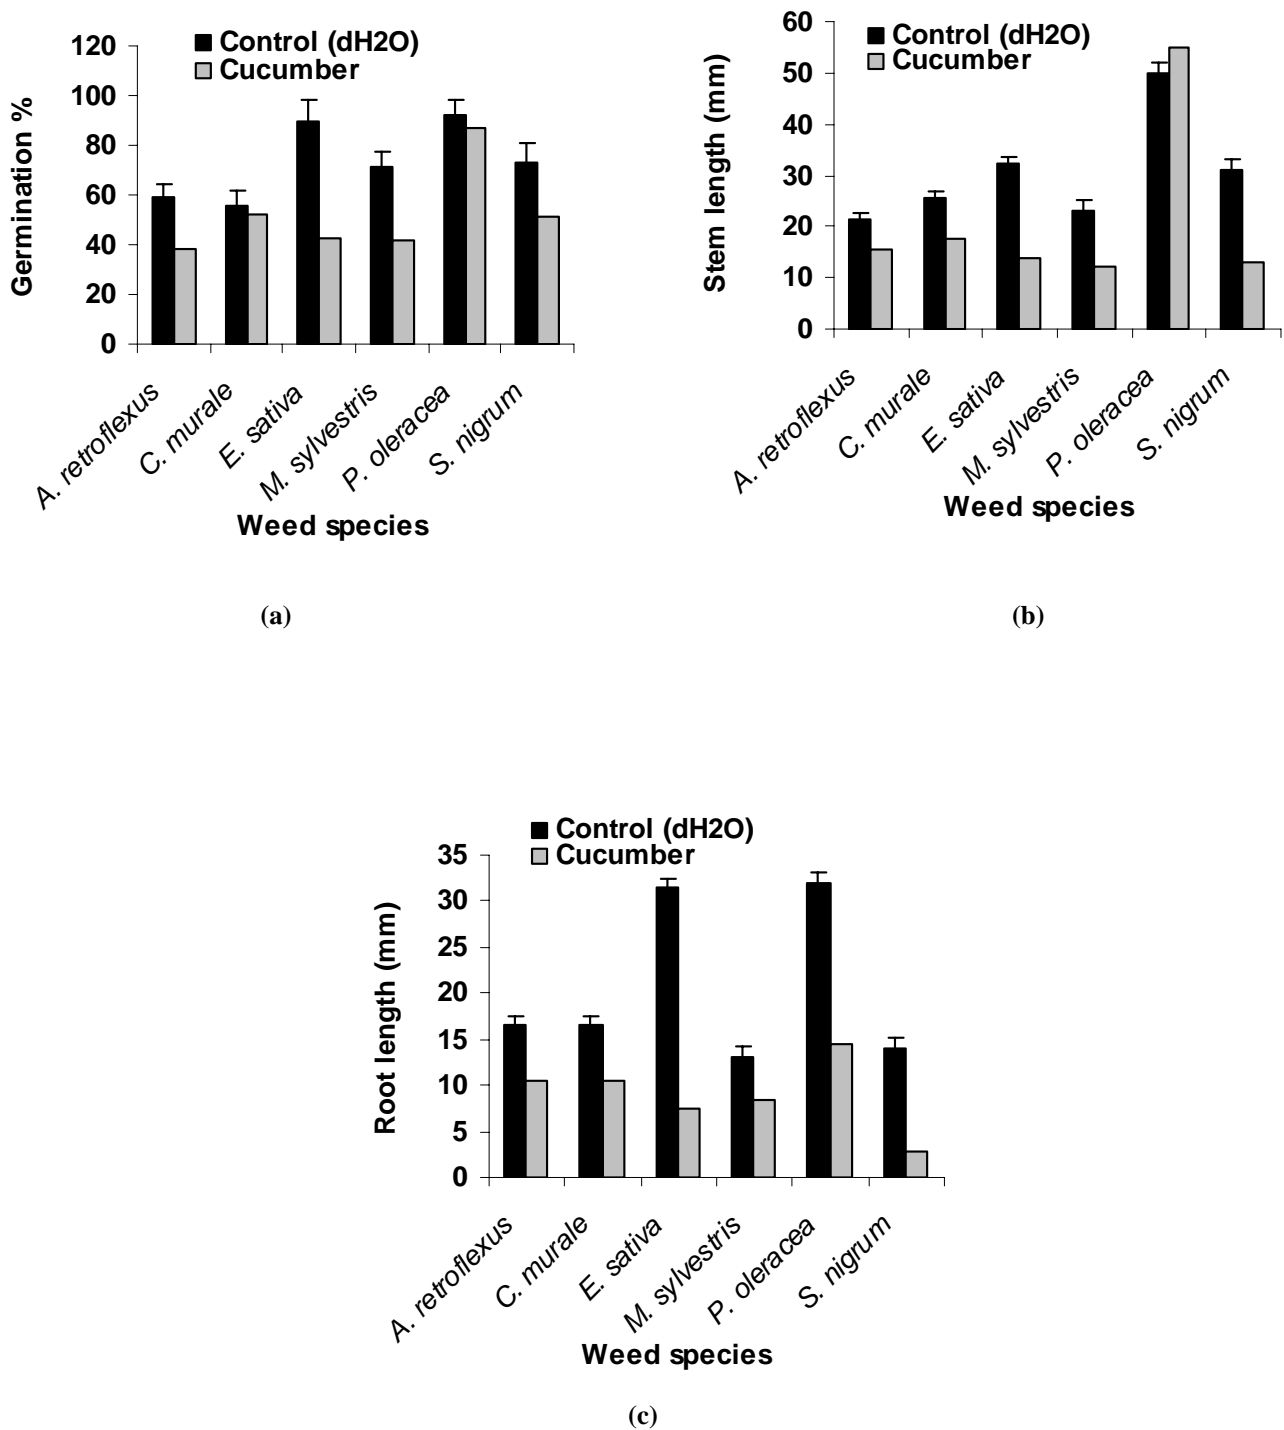 Control (dH2O)
Cucumber
120
100
80
60
40
20
0
Germination %
A. retroflexus
C. murale
E. sativa
M. sylvestris
P. oleracea
S. nigrum
Weed species
(a)
Control (dH2O)
Cucumber
60
50
40
30
20
10
0
Stem length (mm)
A. retroflexus
C. murale
E. sativa
M. sylvestris
P. oleracea
S. nigrum
Weed species
(b)
Control (dH2O)
Cucumber
35
30
25
20
15
10
5
0
Root length (mm)
A. retroflexus
C. murale
E. sativa
M. sylvestris
P. oleracea
S. nigrum
Weed species
(c)